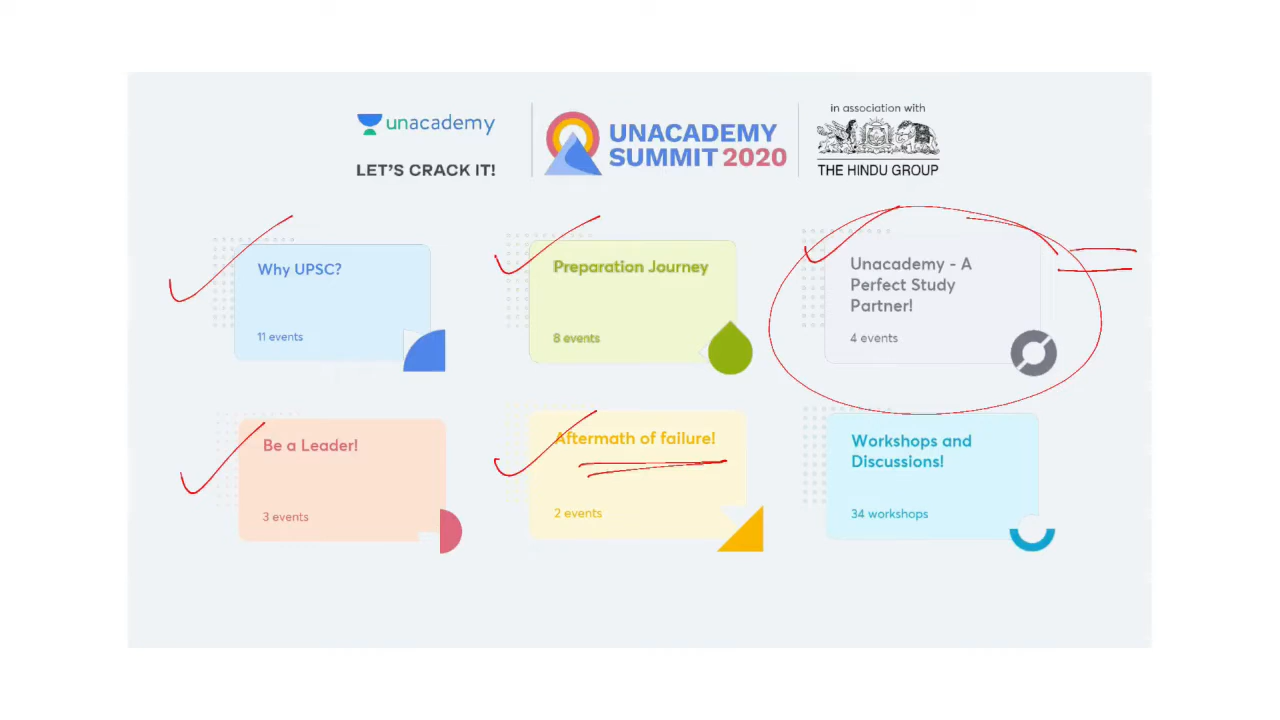 unacademy
LET'S CRACK IT!
UNACADEMY
SUMMIT 2020
in association with
THE HINDU GROUP
Why UPSC?
11 events
Preparation Journey
8 events
Unacademy - A
Perfect Study
Partner!
4 events
Be a Leader!
3 events
Aftermath of failure!
2 events
Workshops and
Discussions!
34 workshops